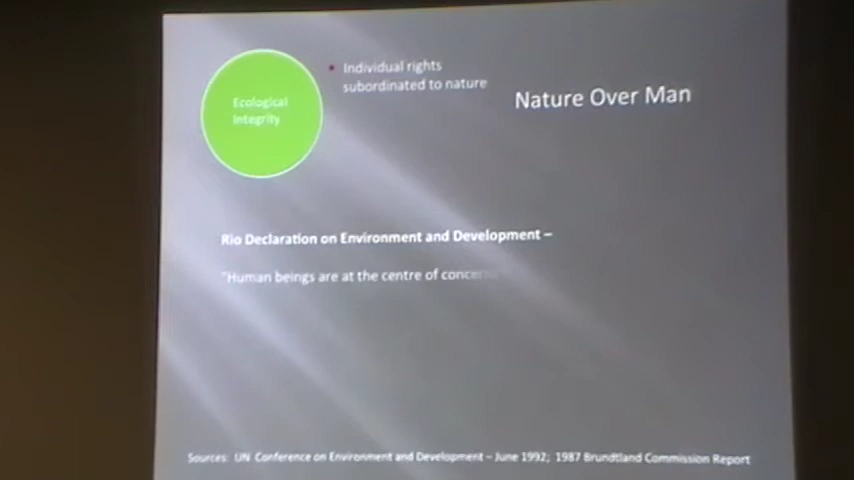 • Individual rights
subordinated to nature
Nature Over Man
Ecological
Integrity
Rio Declaration on Environment and Development –
"Human beings are at the centre of concern
Sources: UN Conference on Environment and Development – June 1992; 1987 Brundtland Commission Report